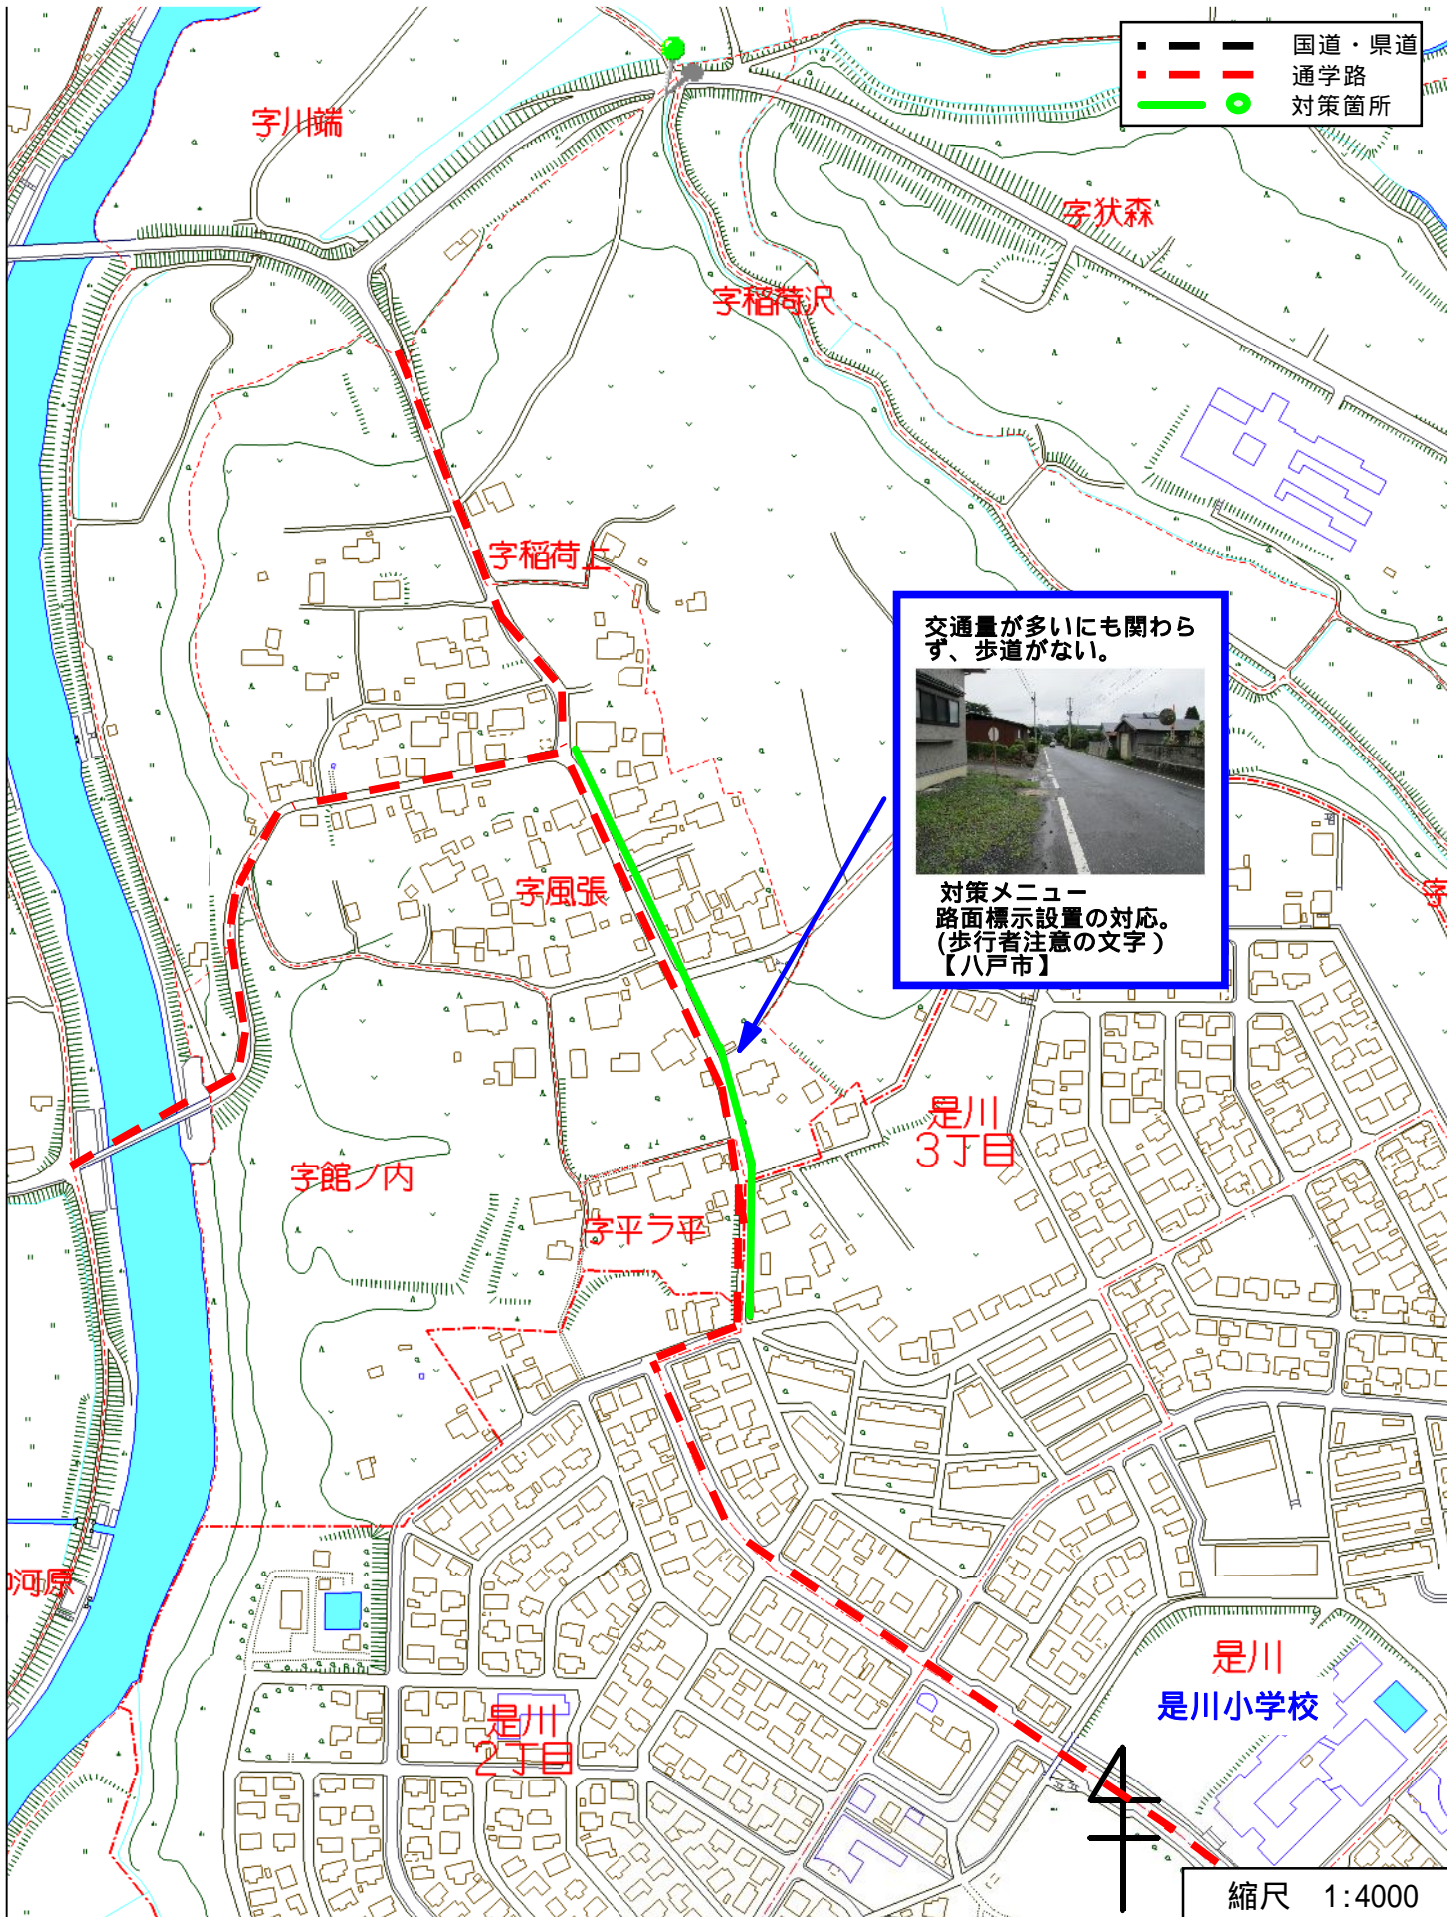 国道・県道
通学路
対策箇所
字川端
字状森
字稲荷沢
字稲荷上
交通量が多いにも関わら
ず、歩道がない。
対策メニュー
路面標示設置の対応。
(歩行者注意の文字)
【八戸市】
字風張
字
是川
3丁目
字館ノ内
字平ラ平
河原
是川
是川小学校
是川
2丁目
縮尺 1:4000